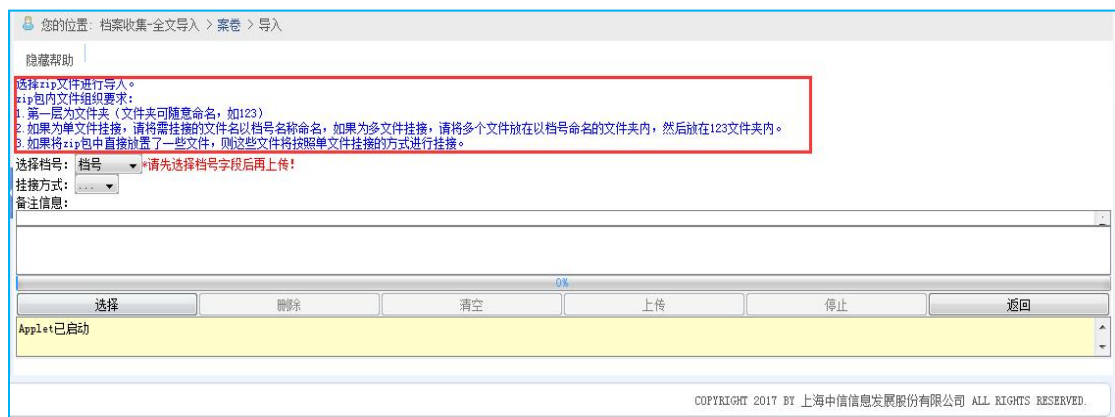 您的位置: 档案收集-全文导入 > 案卷 > 导入
隐藏帮助
选择zip文件进行导入。
zip包内文件组织要求:
1.第一层为文件夹（文件夹可随意命名，如123）
2.如果为单文件挂接，请将需挂接的文件名以档号名称命名，如果为多文件挂接，请将多个文件放在以档号命名的文件夹内，然后放在123文件夹内。
3.如果将zip包中直接放置了一些文件，则这些文件将按照单文件挂接的方式进行挂接。
选择档号: 档号 *请先选择档号字段后再上传!
挂接方式: ...
备注信息:
0%
选择 删除 清空 上传 停止 返回
Applet已启动
COPYRIGHT 2017 BY 上海中信信息发展股份有限公司 ALL RIGHTS RESERVED.